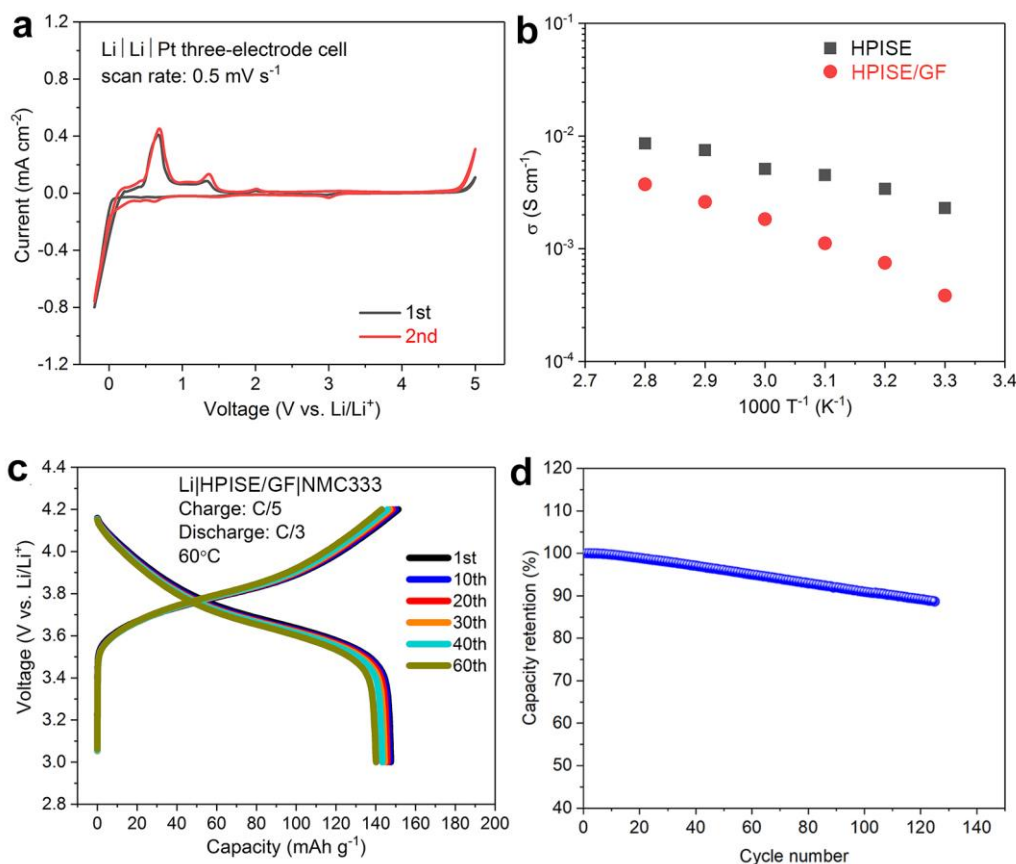 a
Li|Li|Pt three-electrode cell
scan rate: 0.5 mV s⁻¹
1.2
0.8
0.4
0.0
-0.4
-0.8
-1.2
Current (mA cm⁻²)
1st
2nd
0 1 2 3 4 5
Voltage (V vs. Li/Li⁺)
b
HPISE
HPISE/GF
10⁻¹
10⁻²
10⁻³
10⁻⁴
σ (S cm⁻¹)
2.7 2.8 2.9 3.0 3.1 3.2 3.3 3.4
1000 T⁻¹ (K⁻¹)
c
Li|HPISE/GF|NMC333
Charge: C/5
Discharge: C/3
60°C
1st
10th
20th
30th
40th
60th
4.4
4.2
4.0
3.8
3.6
3.4
3.2
3.0
2.8
Voltage (V vs. Li/Li⁺)
0 20 40 60 80 100 120 140 160 180 200
Capacity (mAh g⁻¹)
d
120
110
100
90
80
70
60
50
40
Capacity retention (%)
0 20 40 60 80 100 120 140
Cycle number